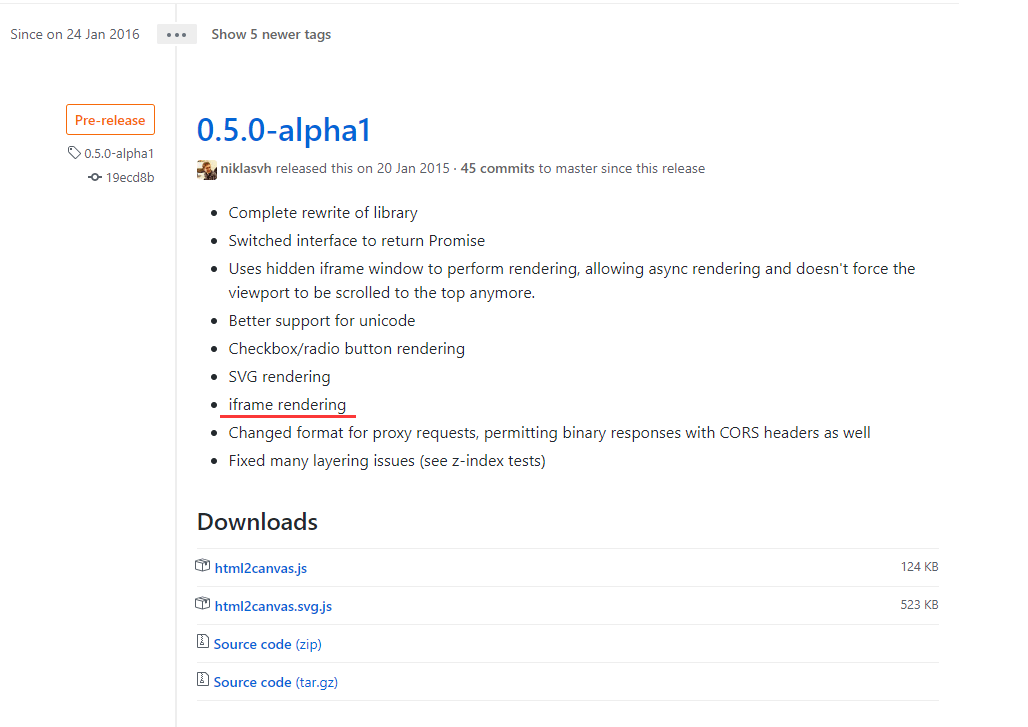 Since on 24 Jan 2016 ••• Show 5 newer tags
Pre-release
0.5.0-alpha1
19ecd8b
0.5.0-alpha1
niklasvh released this on 20 Jan 2015 · 45 commits to master since this release
• Complete rewrite of library
• Switched interface to return Promise
• Uses hidden iframe window to perform rendering, allowing async rendering and doesn't force the
viewport to be scrolled to the top anymore.
• Better support for unicode
• Checkbox/radio button rendering
• SVG rendering
• iframe rendering
• Changed format for proxy requests, permitting binary responses with CORS headers as well
• Fixed many layering issues (see z-index tests)
Downloads
html2canvas.js 124 KB
html2canvas.svg.js 523 KB
Source code (zip)
Source code (tar.gz)